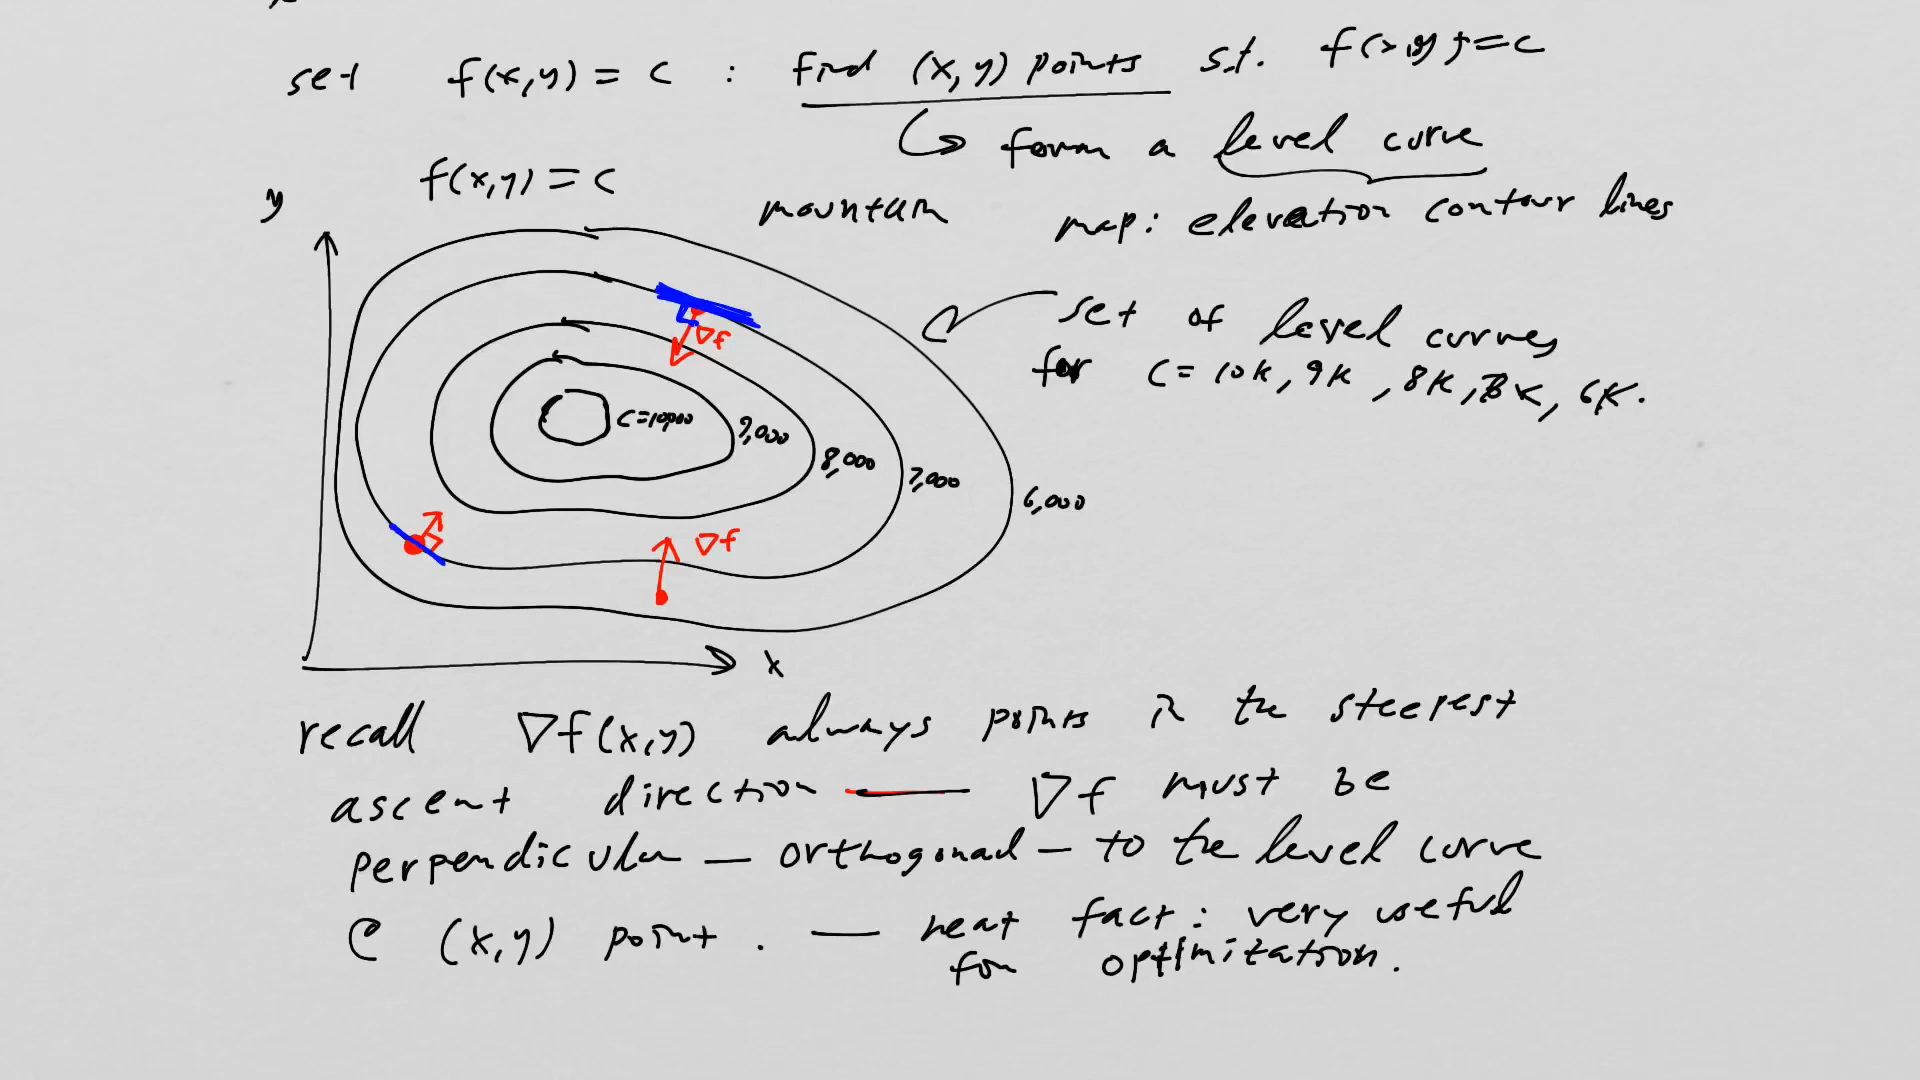 set f(x,y) = c : find (x,y) points s.t. f(x,y) = c
form a level curve
f(x,y) = c
y
mountain
map: elevation contour lines
set of level curves
for c = 10K, 9K, 8K, 7K, 6K.
∇f
c=10,000
9,000
8,000
7,000
6,000
∇f
x
recall ∇f(x,y) always points in the steepest
ascent direction — ∇f must be
perpendicular — orthogonal — to the level curve
@ (x,y) point. — neat fact: very useful
for optimitation.